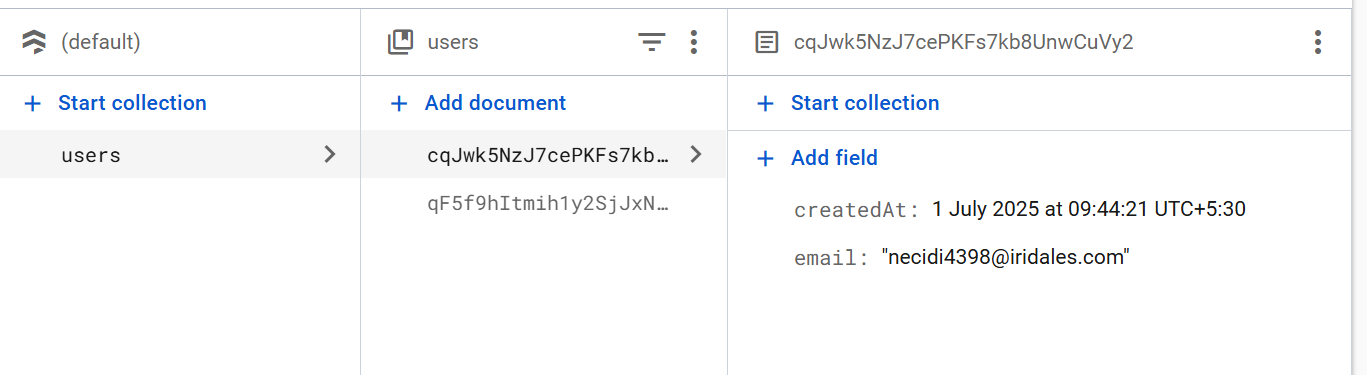 (default)
+ Start collection
users
users
+ Add document
cqJwk5NzJ7cePKFs7kb…
qF5f9hItmih1y2SjJxN…
cqJwk5NzJ7cePKFs7kb8UnwCuVy2
+ Start collection
+ Add field
createdAt: 1 July 2025 at 09:44:21 UTC+5:30
email: "necidi4398@iridales.com"